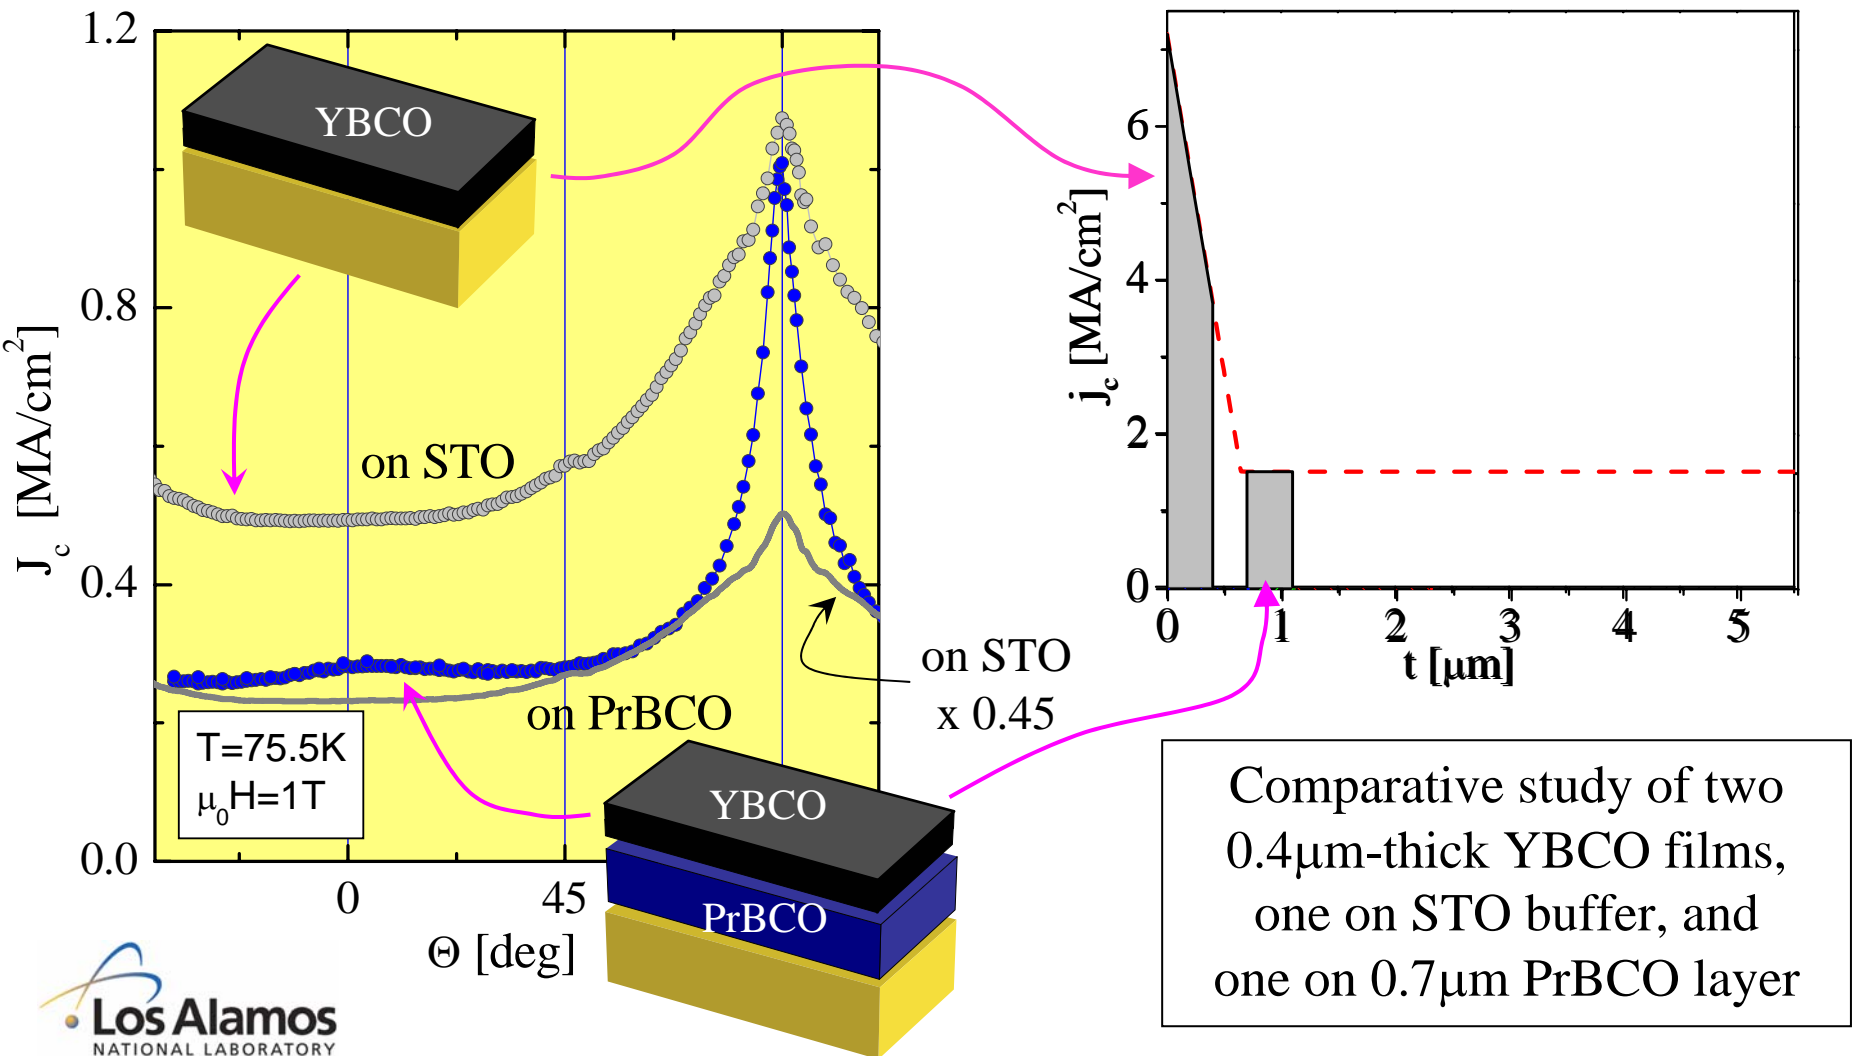 1.2
0.8
0.4
0.0
J_c [MA/cm²]
YBCO
on STO
on PrBCO
T=75.5K
μ₀H=1T
0
45
Θ [deg]
on STO
x 0.45
YBCO
PrBCO
j_c [MA/cm²]
6
4
2
0
0 1 2 3 4 5
t [μm]
Comparative study of two
0.4μm-thick YBCO films,
one on STO buffer, and
one on 0.7μm PrBCO layer
Los Alamos
NATIONAL LABORATORY